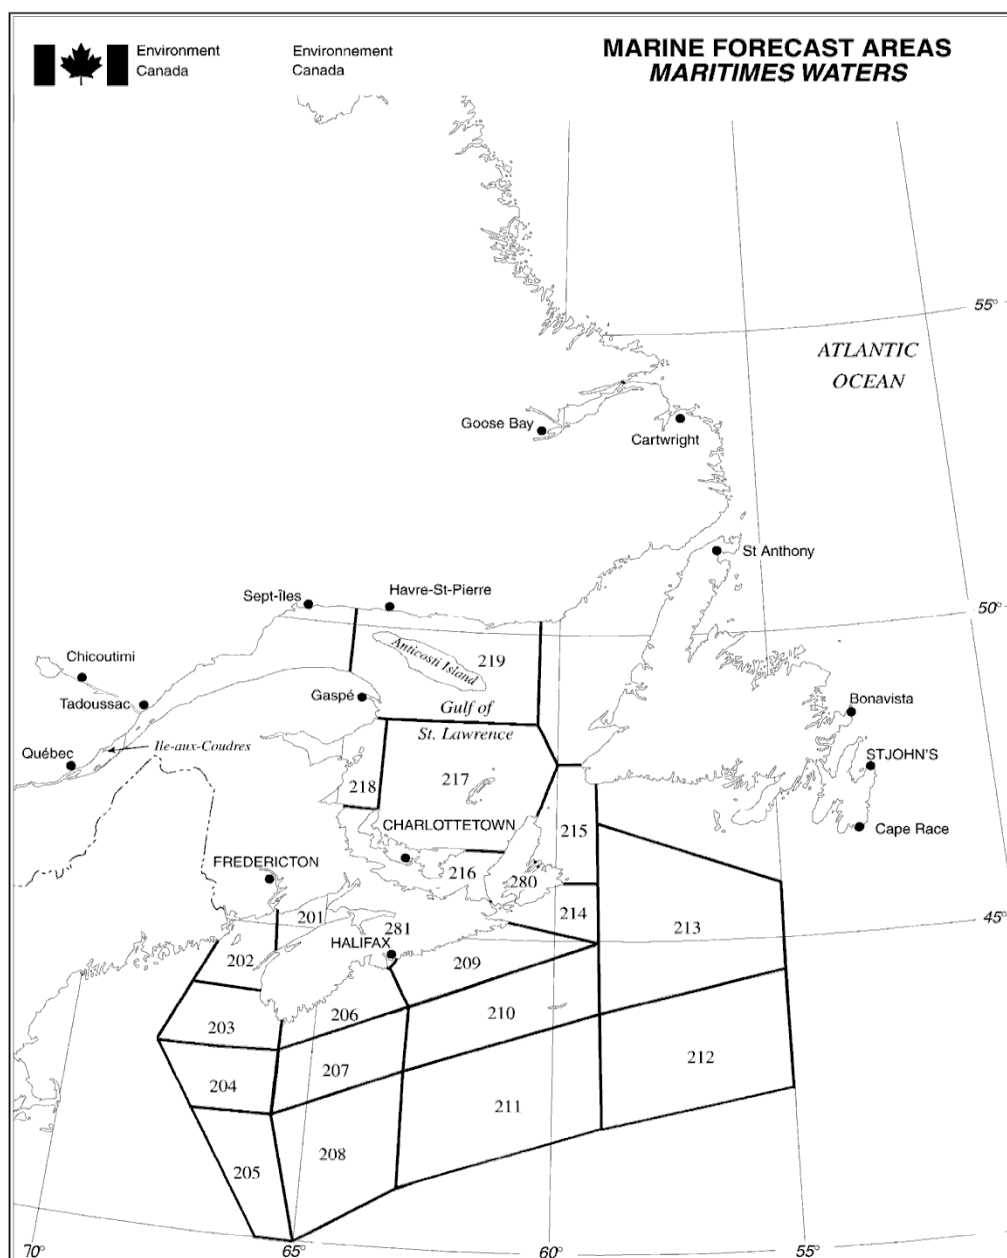 Environment
Canada
Environnement
Canada
MARINE FORECAST AREAS
MARITIMES WATERS
55°
ATLANTIC
OCEAN
Goose Bay
Cartwright
St Anthony
50°
Sept-Îles
Havre-St-Pierre
Chicoutimi
Anticosti Island
219
Tadoussac
Gaspé
Gulf of
St. Lawrence
Bonavista
Québec
Ile-aux-Coudres
STJOHN'S
218
217
CHARLOTTETOWN
215
Cape Race
FREDERICTON
216
280
201
281
214
45°
213
HALIFAX
202
209
203
206
210
204
207
212
211
208
205
70°
65°
60°
55°